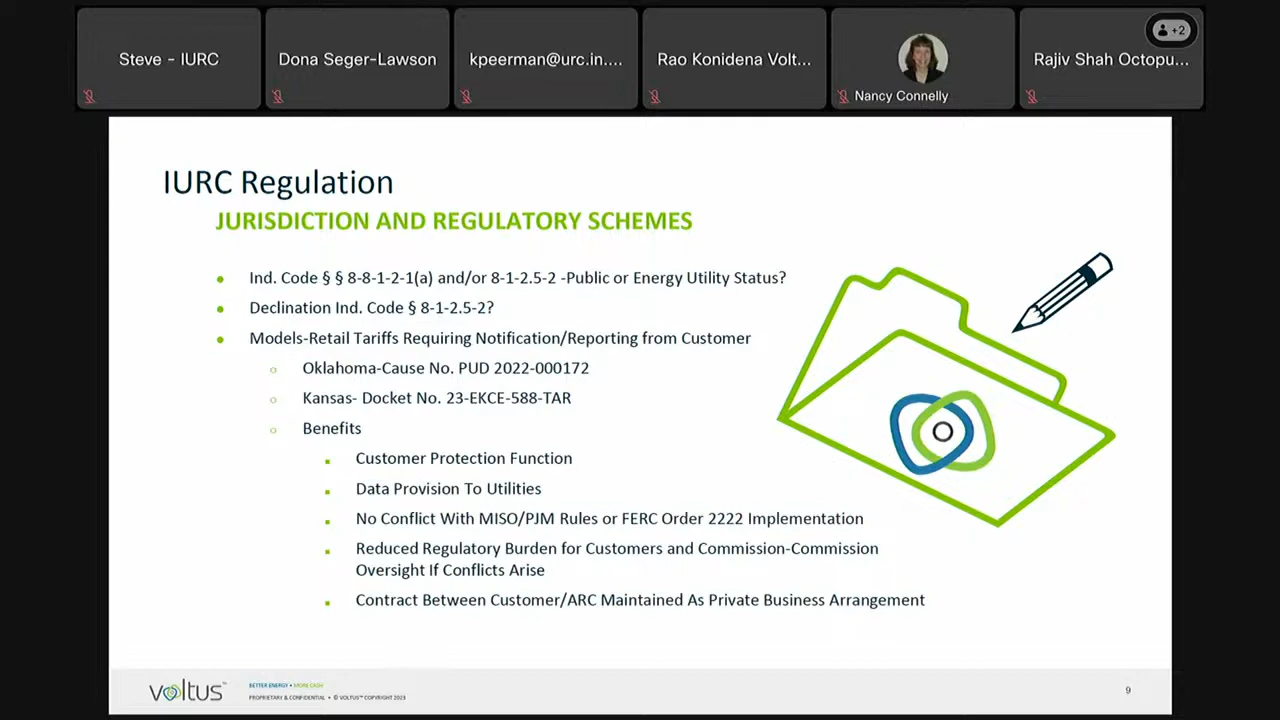 +2
Steve - IURC
Dona Seger-Lawson
kpeerman@urc.in....
Rao Konidena Volt...
Nancy Connelly
Rajiv Shah Octopu...
IURC Regulation
JURISDICTION AND REGULATORY SCHEMES
Ind. Code § § 8-8-1-2-1(a) and/or 8-1-2.5-2 -Public or Energy Utility Status?
Declination Ind. Code § 8-1-2.5-2?
Models-Retail Tariffs Requiring Notification/Reporting from Customer
Oklahoma-Cause No. PUD 2022-000172
Kansas- Docket No. 23-EKCE-588-TAR
Benefits
Customer Protection Function
Data Provision To Utilities
No Conflict With MISO/PJM Rules or FERC Order 2222 Implementation
Reduced Regulatory Burden for Customers and Commission-Commission
Oversight If Conflicts Arise
Contract Between Customer/ARC Maintained As Private Business Arrangement
voltus™
BETTER ENERGY • MORE CASH
PROPRIETARY & CONFIDENTIAL • © VOLTUS™ COPYRIGHT 2023
9